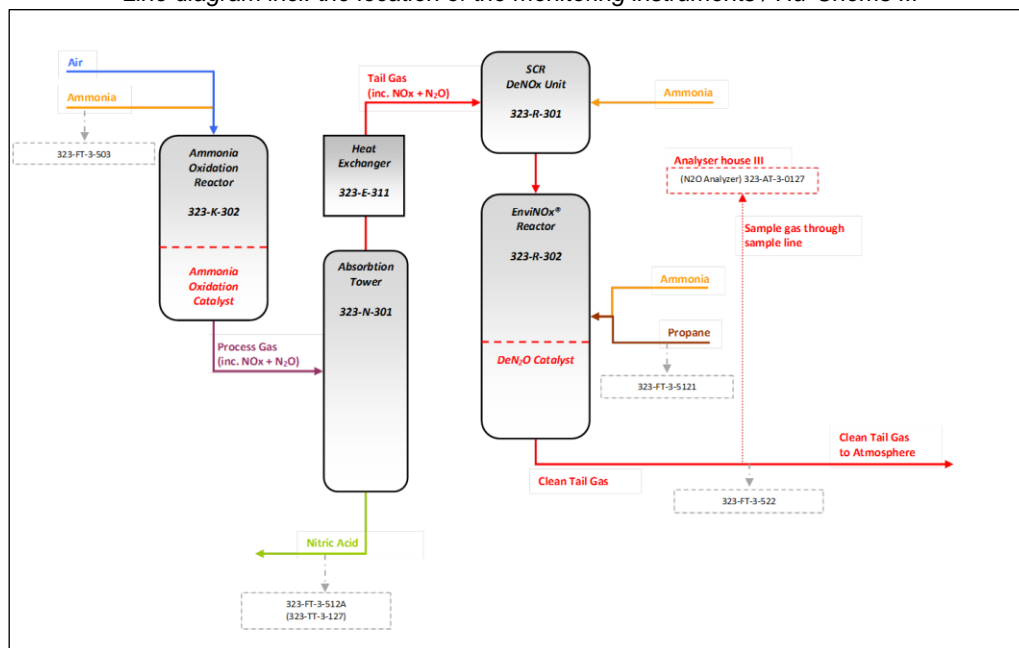 Line diagram incl. the location of the monitoring instruments / Hu-Chems III
Air
Ammonia
323-FT-3-503
Ammonia
Oxidation
Reactor
323-K-302
Ammonia
Oxidation
Catalyst
Process Gas
(inc. NOx + N₂O)
Tail Gas
(inc. NOx + N₂O)
Heat
Exchanger
323-E-311
Absorbtion
Tower
323-N-301
Nitric Acid
323-FT-3-512A
(323-TT-3-127)
SCR
DeNOx Unit
323-R-301
Ammonia
EnviNOx®
Reactor
323-R-302
DeN₂O Catalyst
Ammonia
Propane
323-FT-3-5121
Analyser house III
(N2O Analyzer) 323-AT-3-0127
Sample gas through
sample line
Clean Tail Gas
Clean Tail Gas
to Atmosphere
323-FT-3-522